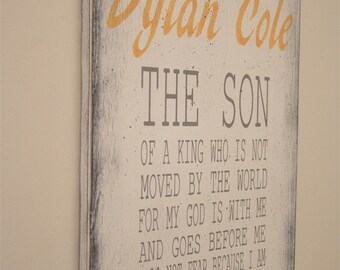 Dylan Cole
THE SON
OF A KING WHO IS NOT
MOVED BY THE WORLD
FOR MY GOD IS WITH ME
AND GOES BEFORE ME
I DO NOT FEAR BECAUSE I AM